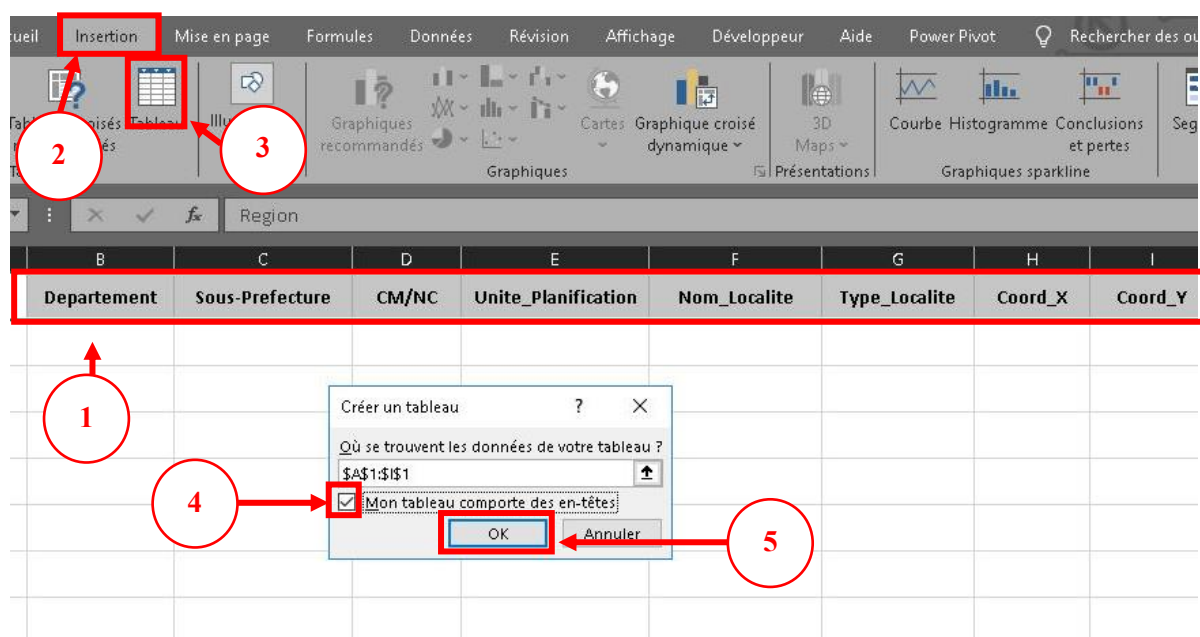 Insertion Mise en page Formules Données Révision Affichage Développeur Aide Power Pivot Rechercher des ou
Tableau
Graphiques
recommandés
Cartes
Graphique croisé
dynamique
3D
Maps
Courbe Histogramme Conclusions
et pertes
Seg
Graphiques Présentations Graphiques sparkline
2
3
fx Region
B C D E F G H I
Departement Sous-Prefecture CM/NC Unite_Planification Nom_Localite Type_Localite Coord_X Coord_Y
1
Créer un tableau ?
Où se trouvent les données de votre tableau ?
$A$1:$I$1
4
Mon tableau comporte des en-têtes
OK Annuler
5